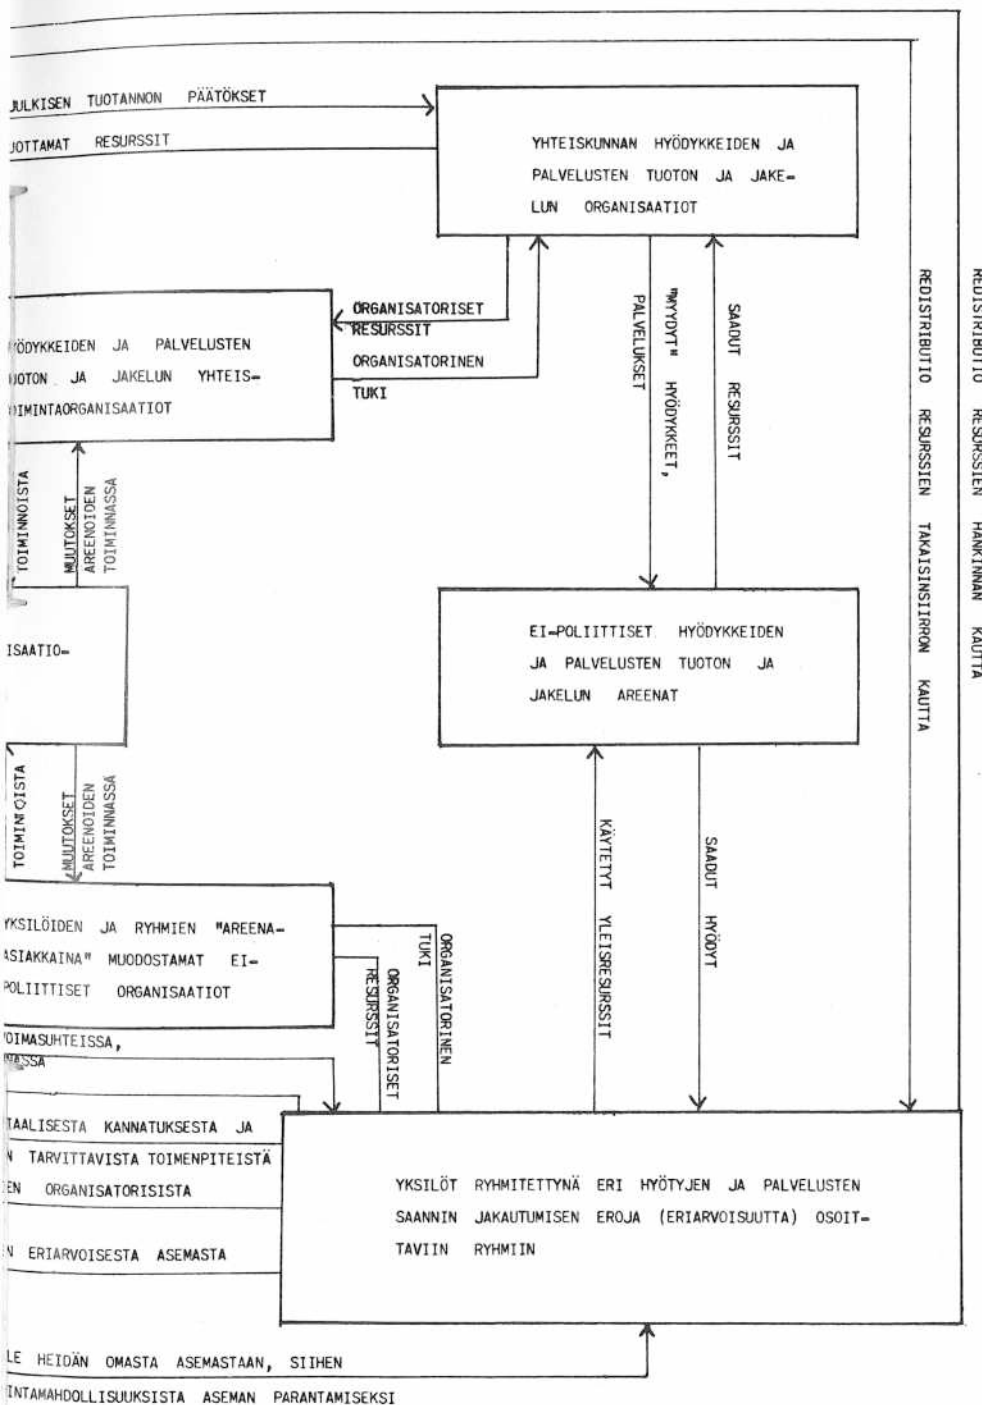 JULKISEN TUOTANNON PÄÄTÖKSET
RESURSSIT
YHTEISKUNNAN HYÖDYKKEIDEN JA
PALVELUSTEN TUOTON JA JAKE-
LUN ORGANISAATIOT
ORGANISATORISET
RESURSSIT
ORGANISATORINEN
TUKI
HYÖDYKKEIDEN JA PALVELUSTEN
TUOTON JA JAKELUN YHTEIS-
TOIMINTAORGANISAATIOT
"MYYDYT" HYÖDYKKEET,
PALVELUKSET
SAADUT RESURSSIT
REDISTRIBUTIO RESURSSIEN TAKAISINSIIRRON KAUTTA
REDISTRIBUTIO RESURSSIEN HANKINNAN KAUTTA
TOIMINNOISTA
MUUTOKSET
AREENOIDEN
TOIMINNASSA
ISAATIO-
EI-POLIITTISET HYÖDYKKEIDEN
JA PALVELUSTEN TUOTON JA
JAKELUN AREENAT
TOIMINNOISTA
MUUTOKSET
AREENOIDEN
TOIMINNASSA
KÄYTETYT YLEISRESURSSIT
SAADUT HYÖDYT
YKSILÖIDEN JA RYHMIEN "AREENA-
ASIAKKAINA" MUODOSTAMAT EI-
POLIITTISET ORGANISAATIOT
ORGANISATORINEN
TUKI
ORGANISATORISET
RESURSSIT
VOIMASUHTEISSA,
TAALISESTA KANNATUKSESTA JA
N TARVITTAVISTA TOIMENPITEISTÄ
EN ORGANISATORISISTA
N ERIARVOISESTA ASEMASTA
YKSILÖT RYHMITETTYNÄ ERI HYÖTYJEN JA PALVELUSTEN
SAANNIN JAKAUTUMISEN EROJA (ERIARVOISUUTTA) OSOIT-
TAVIIN RYHMIIN
LE HEIDÄN OMASTA ASEMASTAAN, SIIHEN
INTAMAHDOLLISUUKSISTA ASEMAN PARANTAMISEKSI